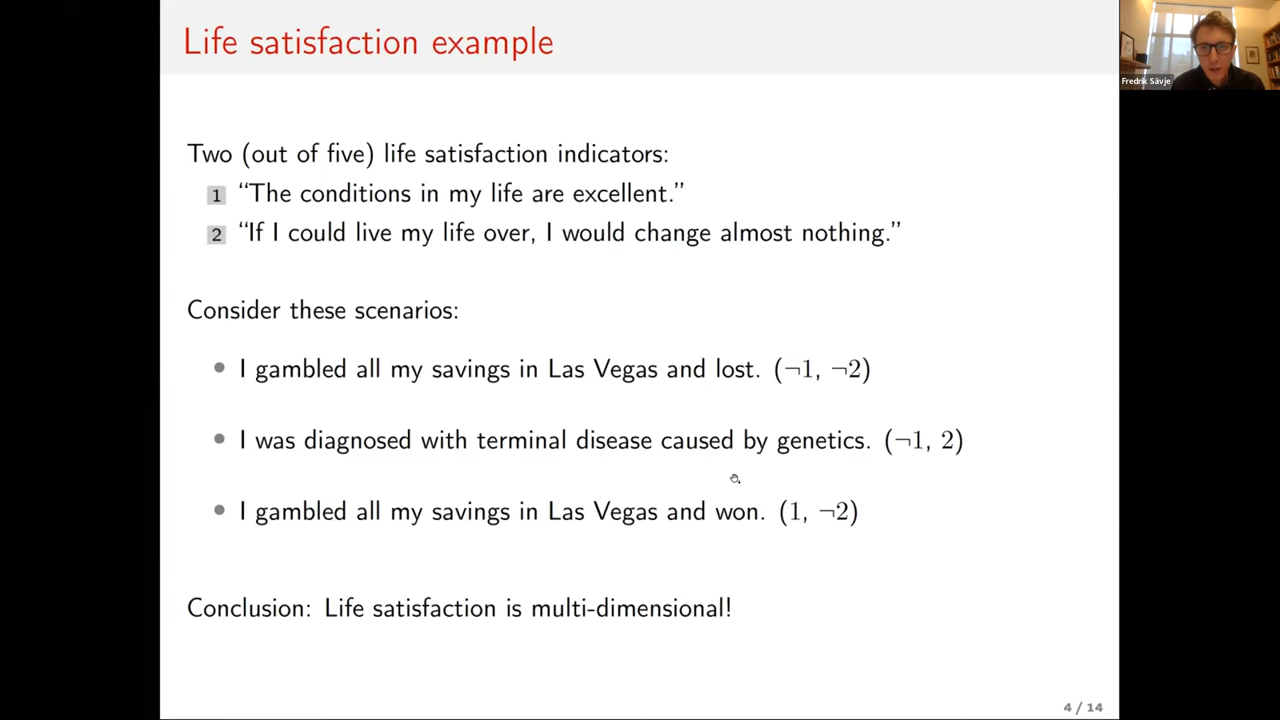 Life satisfaction example
Fredrik Sävje
Two (out of five) life satisfaction indicators:
1 “The conditions in my life are excellent.”
2 “If I could live my life over, I would change almost nothing.”
Consider these scenarios:
• I gambled all my savings in Las Vegas and lost. (¬1, ¬2)
• I was diagnosed with terminal disease caused by genetics. (¬1, 2)
• I gambled all my savings in Las Vegas and won. (1, ¬2)
Conclusion: Life satisfaction is multi-dimensional!
4 / 14